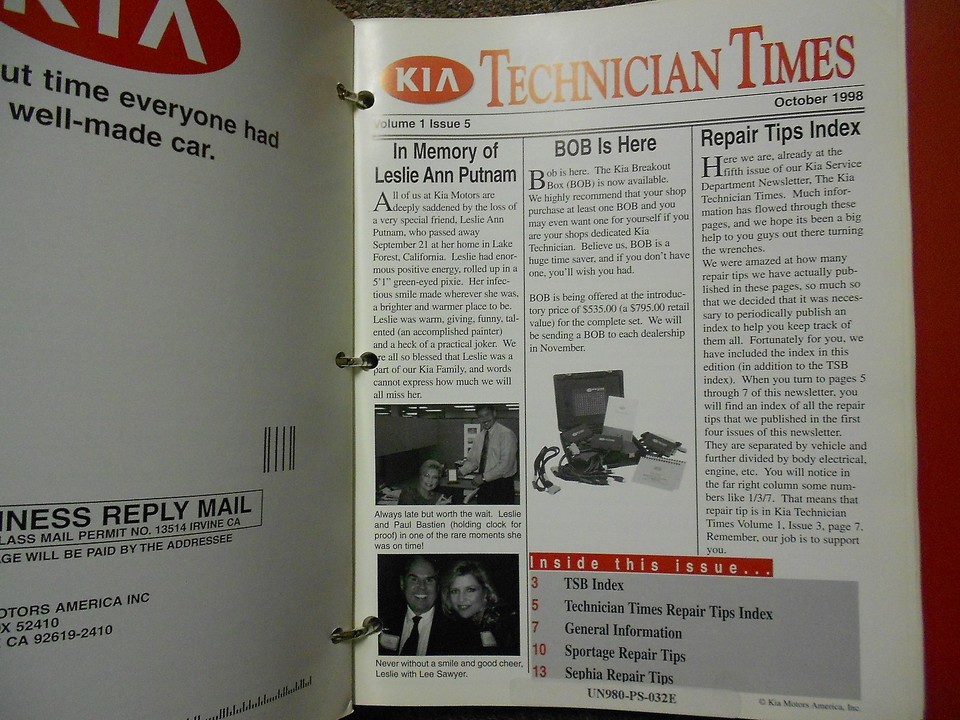 KIA
ut time everyone had
well-made car.
INESS REPLY MAIL
LASS MAIL PERMIT NO. 13514 IRVINE CA
AGE WILL BE PAID BY THE ADDRESSEE
OTORS AMERICA INC
OX 52410
CA 92619-2410
KIA TECHNICIAN TIMES
October 1998
Volume 1 Issue 5
In Memory of
Leslie Ann Putnam
All of us at Kia Motors are
deeply saddened by the loss of
a very special friend, Leslie Ann
Putnam, who passed away
September 21 at her home in Lake
Forest, California. Leslie had enor-
mous positive energy, rolled up in a
5'1" green-eyed pixie. Her infec-
tious smile made wherever she was,
a brighter and warmer place to be.
Leslie was warm, giving, funny, tal-
ented (an accomplished painter)
and a heck of a practical joker. We
re all so blessed that Leslie was a
part of our Kia Family, and words
cannot express how much we will
all miss her.
Always late but worth the wait. Leslie
and Paul Bastien (holding clock for
proof) in one of the rare moments she
was on time!
Never without a smile and good cheer,
Leslie with Lee Sawyer.
BOB Is Here
Bob is here. The Kia Breakout
Box (BOB) is now available.
We highly recommend that your shop
purchase at least one BOB and you
may even want one for yourself if you
are your shops dedicated Kia
Technician. Believe us, BOB is a
huge time saver, and if you don't have
one, you'll wish you had.
BOB is being offered at the introduc-
tory price of $535.00 (a $795.00 retail
value) for the complete set. We will
be sending a BOB to each dealership
in November.
Repair Tips Index
Here we are, already at the
fifth issue of our Kia Service
Department Newsletter, The Kia
Technician Times. Much infor-
mation has flowed through these
pages, and we hope its been a big
help to you guys out there turning
the wrenches.
We were amazed at how many
repair tips we have actually pub-
lished in these pages, so much so
that we decided that it was neces-
sary to periodically publish an
index to help you keep track of
them all. Fortunately for you, we
have included the index in this
edition (in addition to the TSB
index). When you turn to pages 5
through 7 of this newsletter, you
will find an index of all the repair
tips that we published in the first
four issues of this newsletter.
They are separated by vehicle and
further divided by body electrical,
engine, etc. You will notice in
the far right column some num-
bers like 1/3/7. That means that
repair tip is in Kia Technician
Times Volume 1, Issue 3, page 7.
Remember, our job is to support
you.
Inside this issue...
3 TSB Index
5 Technician Times Repair Tips Index
7 General Information
10 Sportage Repair Tips
13 Sephia Repair Tips
UN980-PS-032E
© Kia Motors America, Inc.